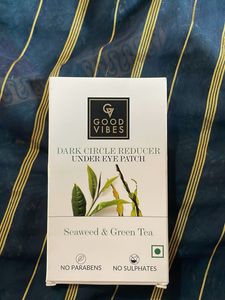 GV
GOOD
VIBES
DARK CIRCLE REDUCER
UNDER EYE PATCH
Seaweed & Green Tea
NO PARABENS
NO SULPHATES